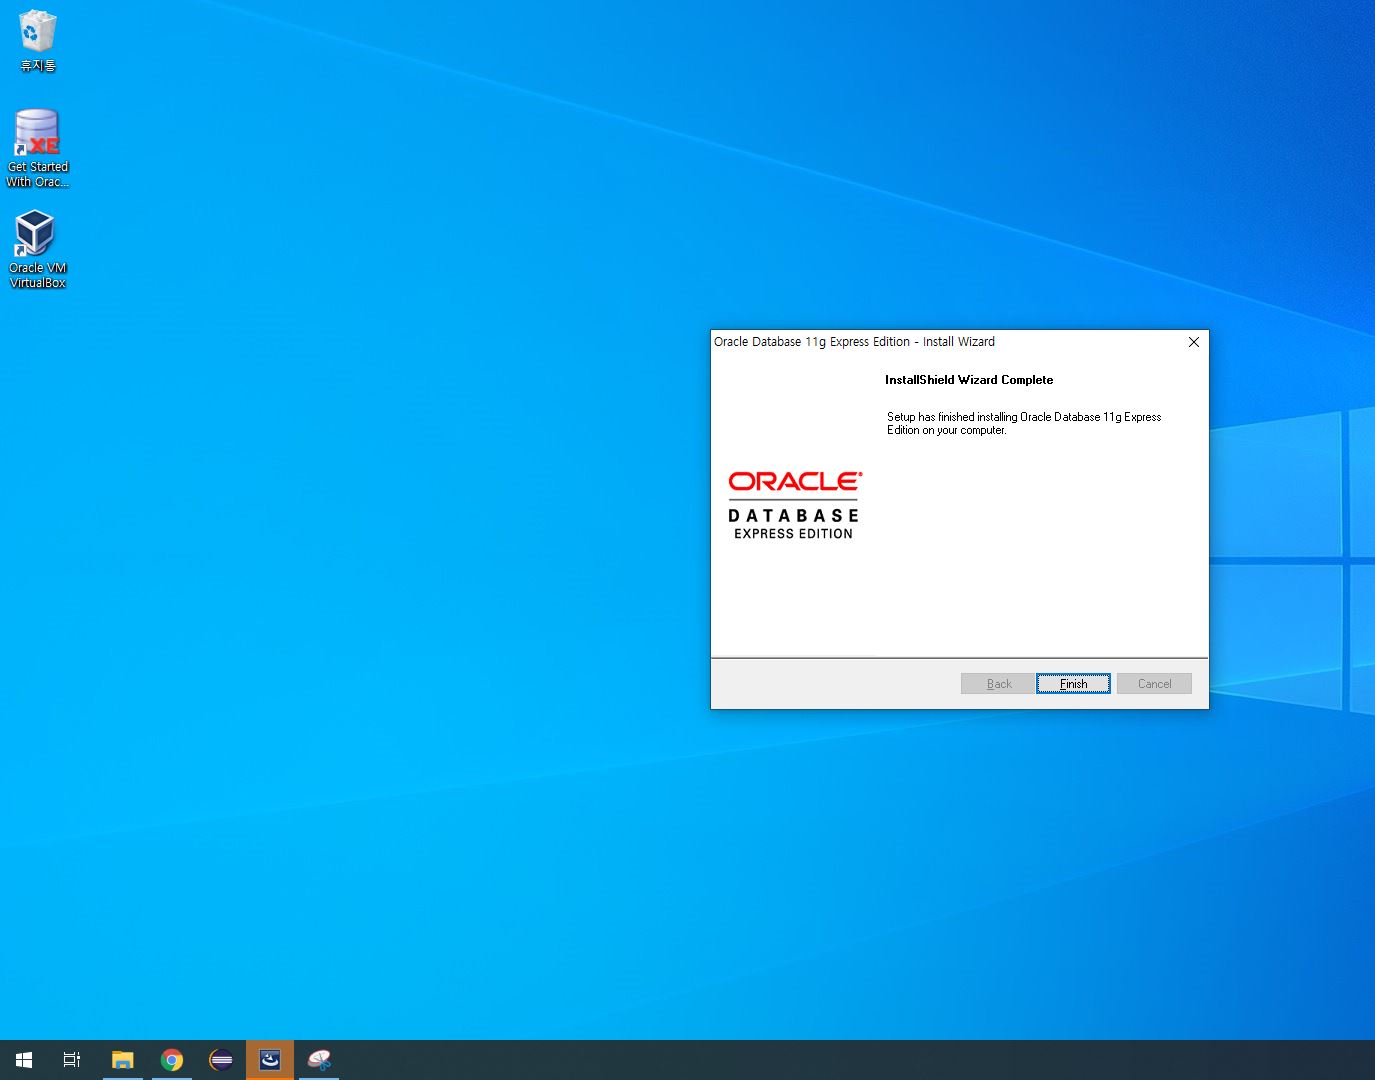 휴지통
XE
Get Started
With Orac...
Oracle VM
VirtualBox
Oracle Database 11g Express Edition - Install Wizard
InstallShield Wizard Complete
Setup has finished installing Oracle Database 11g Express
Edition on your computer.
ORACLE®
DATABASE
EXPRESS EDITION
Back
Finish
Cancel